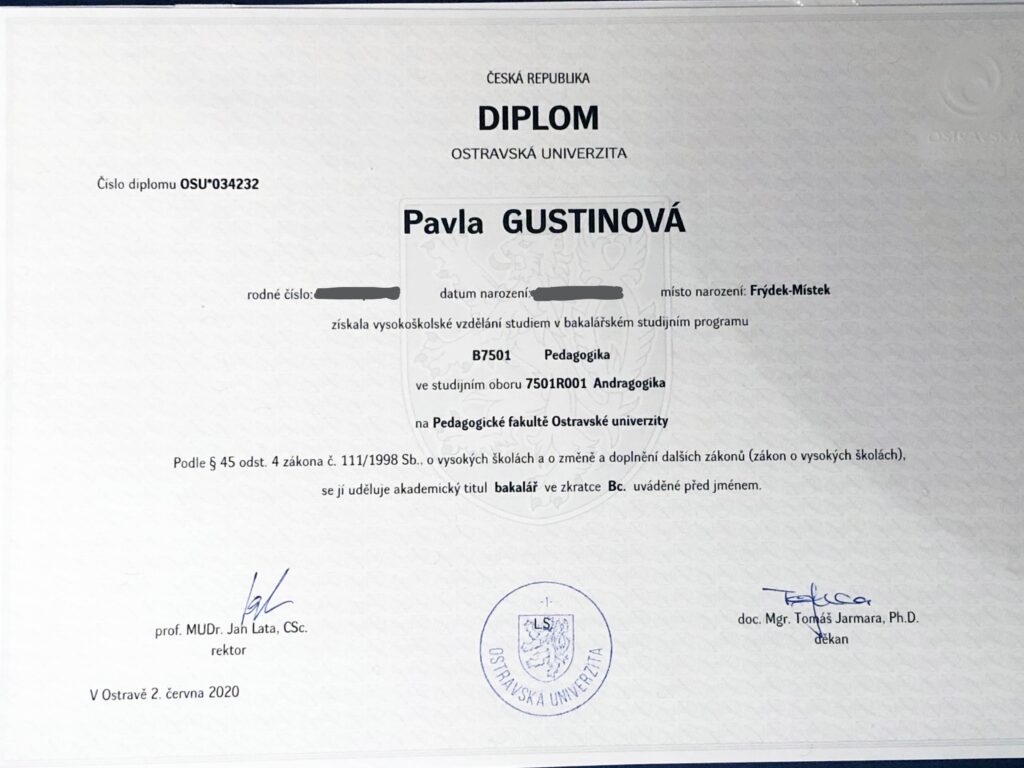 OSTRAVSKÁ
ČESKÁ REPUBLIKA
DIPLOM
OSTRAVSKÁ UNIVERZITA
Číslo diplomu OSU*034232
Pavla GUSTINOVÁ
rodné číslo: datum narození: místo narození: Frýdek-Místek
získala vysokoškolské vzdělání studiem v bakalářském studijním programu
B7501 Pedagogika
ve studijním oboru 7501R001 Andragogika
na Pedagogické fakultě Ostravské univerzity
Podle § 45 odst. 4 zákona č. 111/1998 Sb., o vysokých školách a o změně a doplnění dalších zákonů (zákon o vysokých školách),
se jí uděluje akademický titul bakalář ve zkratce Bc. uváděné před jménem.
prof. MUDr. Jan Lata, CSc.
rektor
-1-
LS
OSTRAVSKÁ UNIVERZITA
doc. Mgr. Tomáš Jarmara, Ph.D.
děkan
V Ostravě 2. června 2020